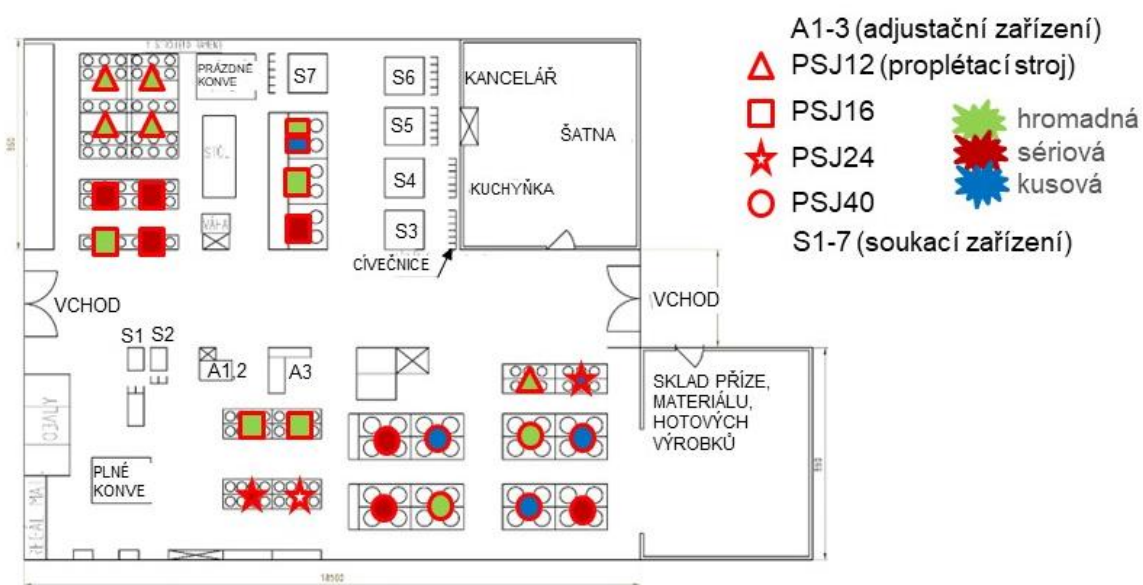 A1-3 (adjustační zařízení)
PSJ12 (proplétací stroj)
PSJ16
PSJ24
PSJ40
S1-7 (soukací zařízení)
hromadná
sériová
kusová
PRÁZDNÉ
KONVE
S7
S6
S5
S4
S3
KANCELÁŘ
ŠATNA
KUCHYŇKA
CÍVEČNICE
STŮL
VÁHA
VCHOD
VCHOD
S1
S2
A1,2
A3
OBALY
PLNÉ
KONVE
SKLAD PŘÍZE,
MATERIÁLU,
HOTOVÝCH
VÝROBKŮ
18500